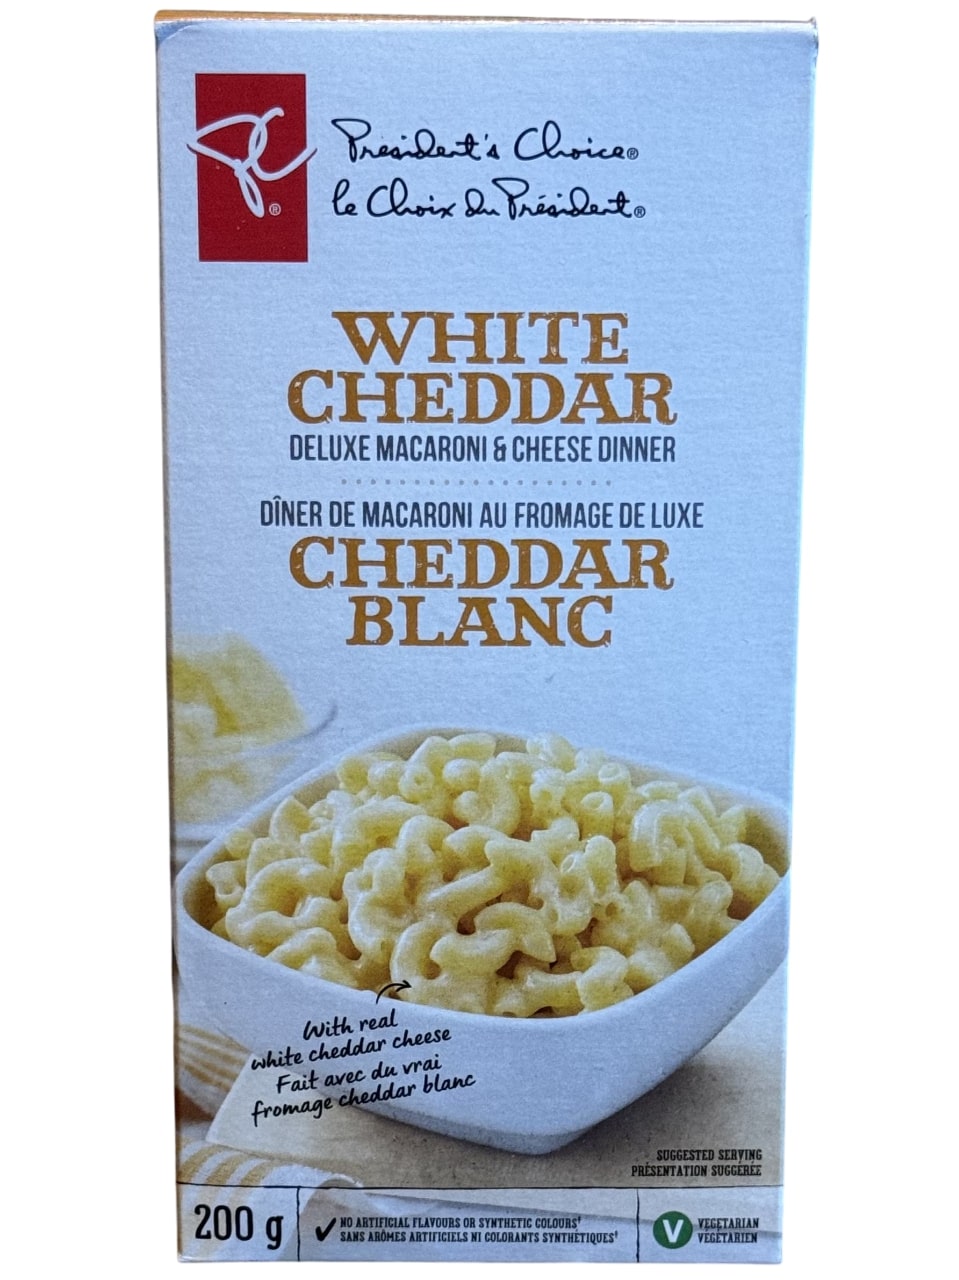 PC®
President's Choice®
le Choix du Président®
WHITE
CHEDDAR
DELUXE MACARONI & CHEESE DINNER
DÎNER DE MACARONI AU FROMAGE DE LUXE
CHEDDAR
BLANC
With real
white cheddar cheese
Fait avec du vrai
fromage cheddar blanc
SUGGESTED SERVING
PRÉSENTATION SUGGÉRÉE
200 g
NO ARTIFICIAL FLAVOURS OR SYNTHETIC COLOURS†
SANS ARÔMES ARTIFICIELS NI COLORANTS SYNTHÉTIQUES†
V
VEGETARIAN
VÉGÉTARIEN